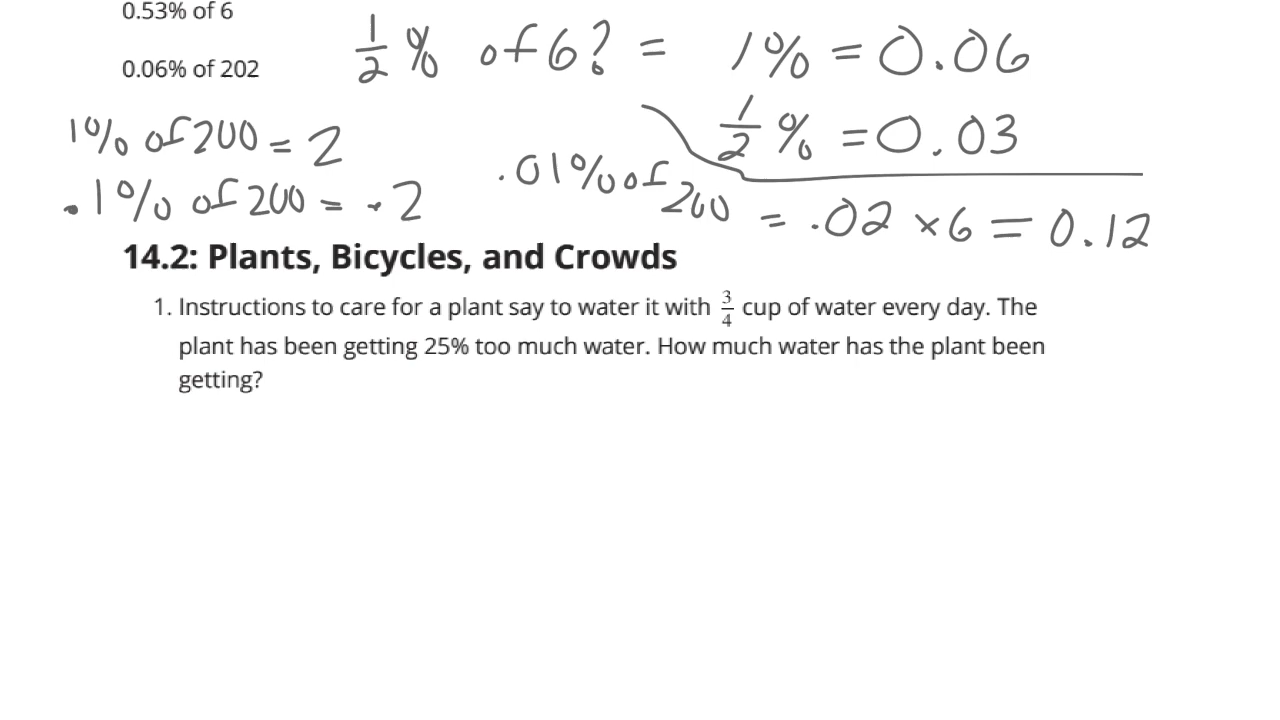 0.53% of 6
1/2 % of 6? = 1% = 0.06
0.06% of 202
1% of 200 = 2
1/2 % = 0.03
.1% of 200 = .2
.01% of 200 = .02 × 6 = 0.12
14.2: Plants, Bicycles, and Crowds
1. Instructions to care for a plant say to water it with 3/4 cup of water every day. The
plant has been getting 25% too much water. How much water has the plant been
getting?